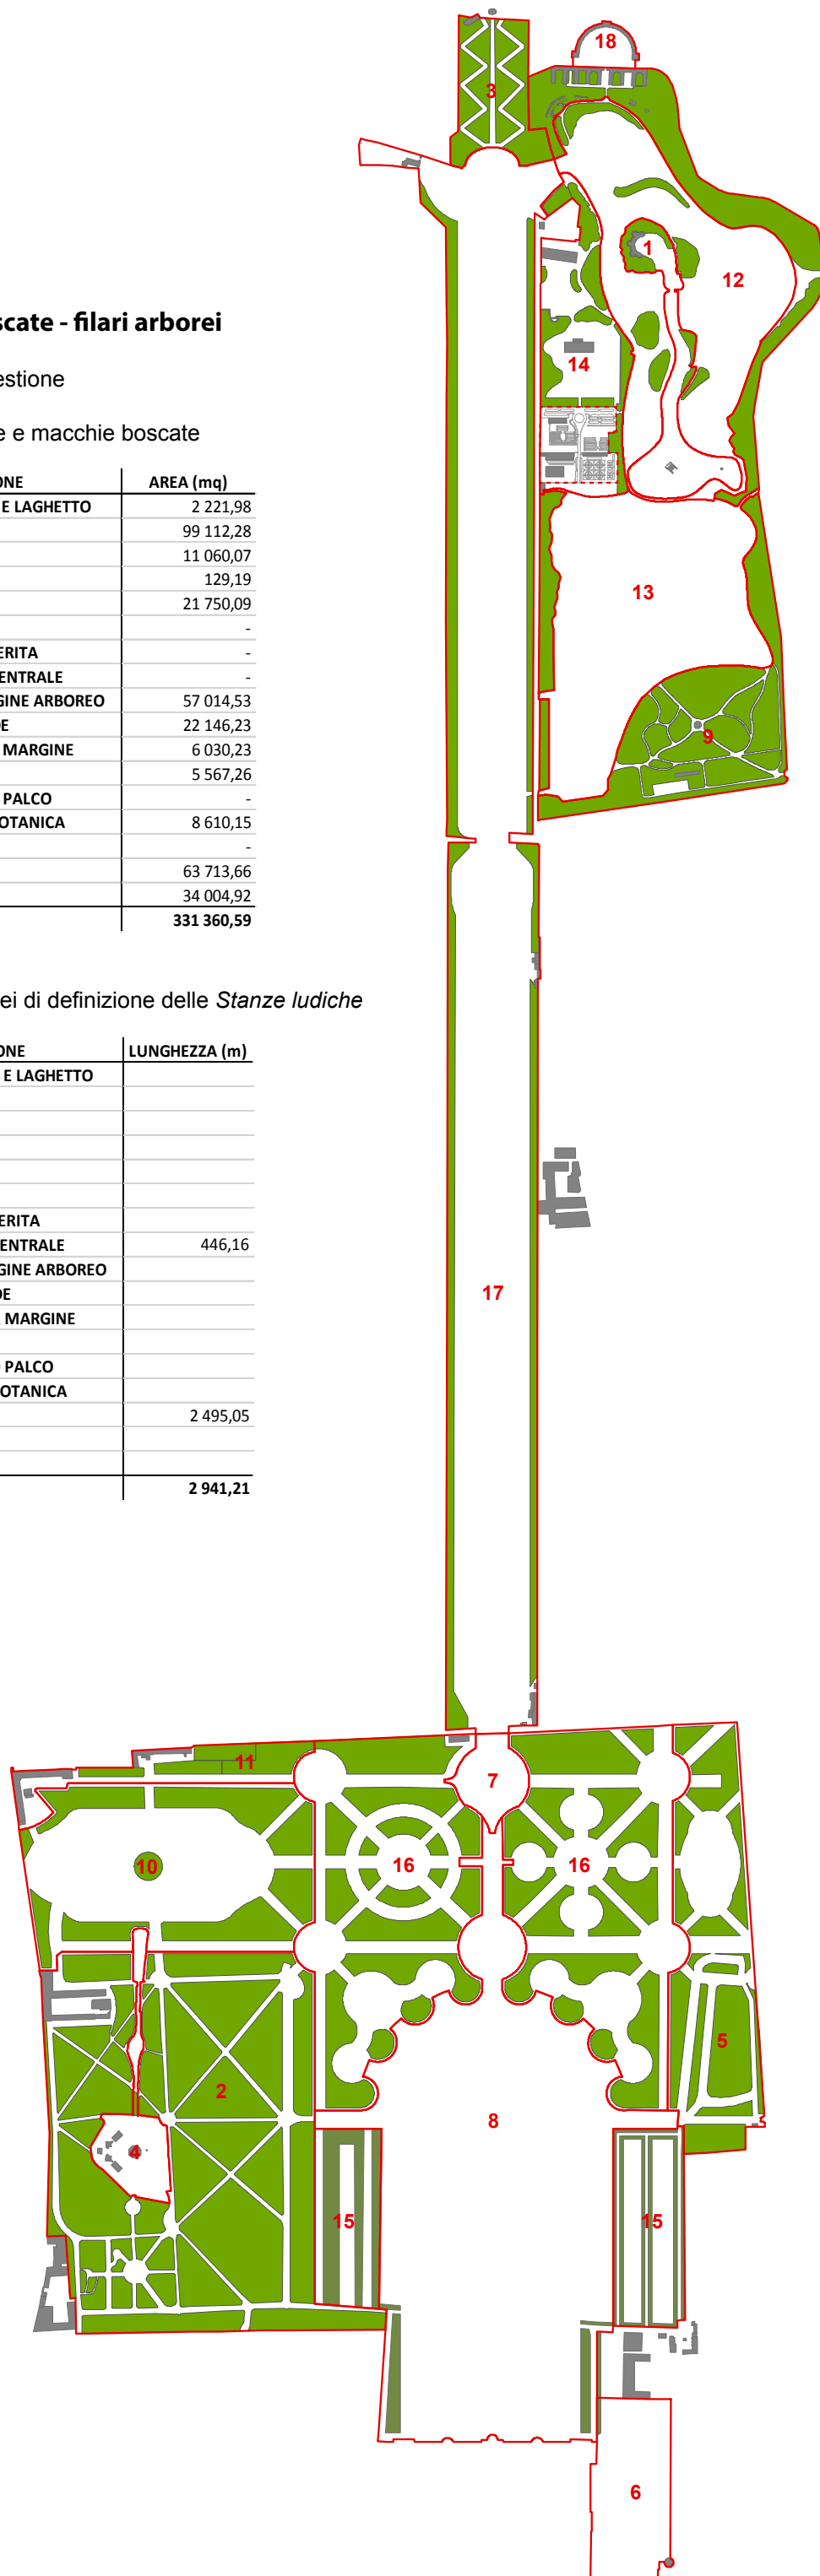 scate - filari arborei
estione
e e macchie boscate
ONE AREA (mq)
E LAGHETTO 2 221,98
99 112,28
11 060,07
129,19
21 750,09
-
ERITA -
ENTRALE -
GINE ARBOREO 57 014,53
DE 22 146,23
MARGINE 6 030,23
5 567,26
PALCO -
OTANICA 8 610,15
-
63 713,66
34 004,92
331 360,59
ei di definizione delle Stanze ludiche
ONE LUNGHEZZA (m)
E LAGHETTO
ERITA
ENTRALE 446,16
GINE ARBOREO
DE
MARGINE
PALCO
OTANICA
2 495,05
2 941,21
18
3
1
12
14
13
9
17
11
7
10
16
16
5
2
8
4
15
15
6